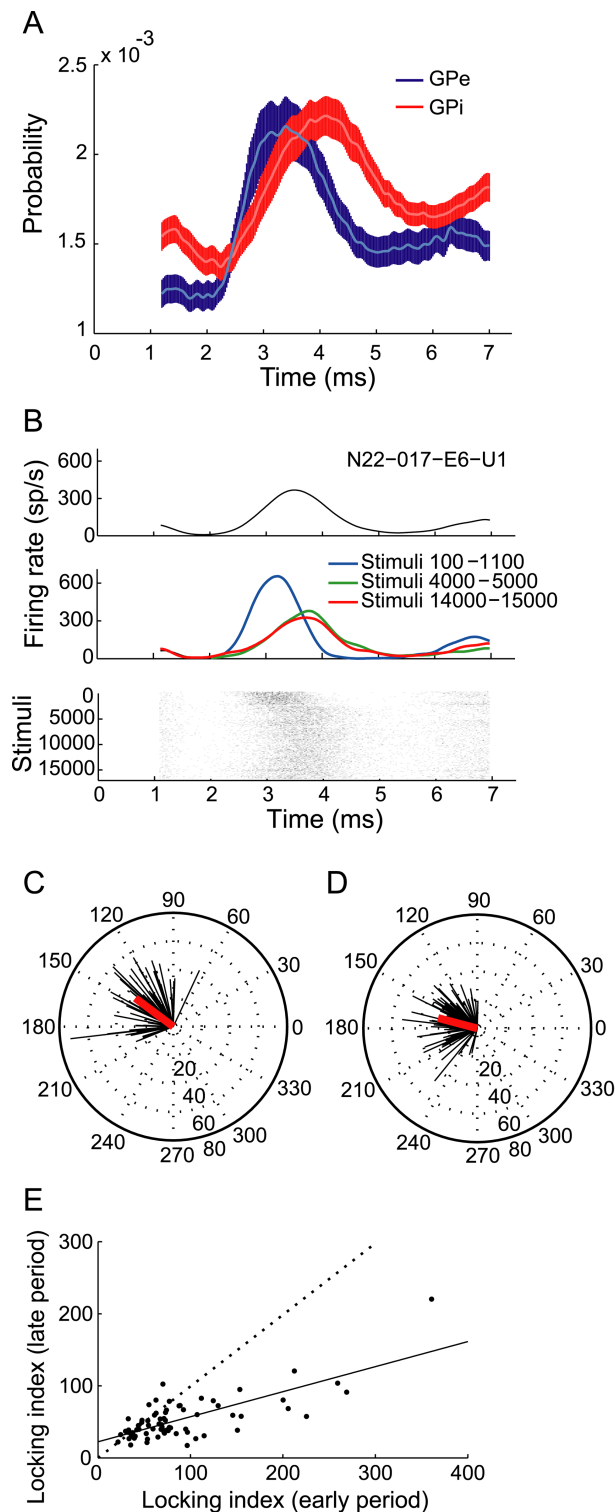 A
x 10
-3
2.5
2
1.5
1
Probability
GPe
GPi
0 1 2 3 4 5 6 7
Time (ms)
B
Firing rate (sp/s)
600
300
0
N22−017−E6−U1
600
300
0
Stimuli 100−1100
Stimuli 4000−5000
Stimuli 14000−15000
Stimuli
0
5000
10000
15000
0 1 2 3 4 5 6 7
Time (ms)
C
90
120 60
150 30
180 0
20
40
60
80
210 330
240 300
270
D
90
120 60
150 30
180 0
20
40
60
80
210 330
240 300
270
E
Locking index (late period)
300
200
100
0
0 100 200 300 400
Locking index (early period)